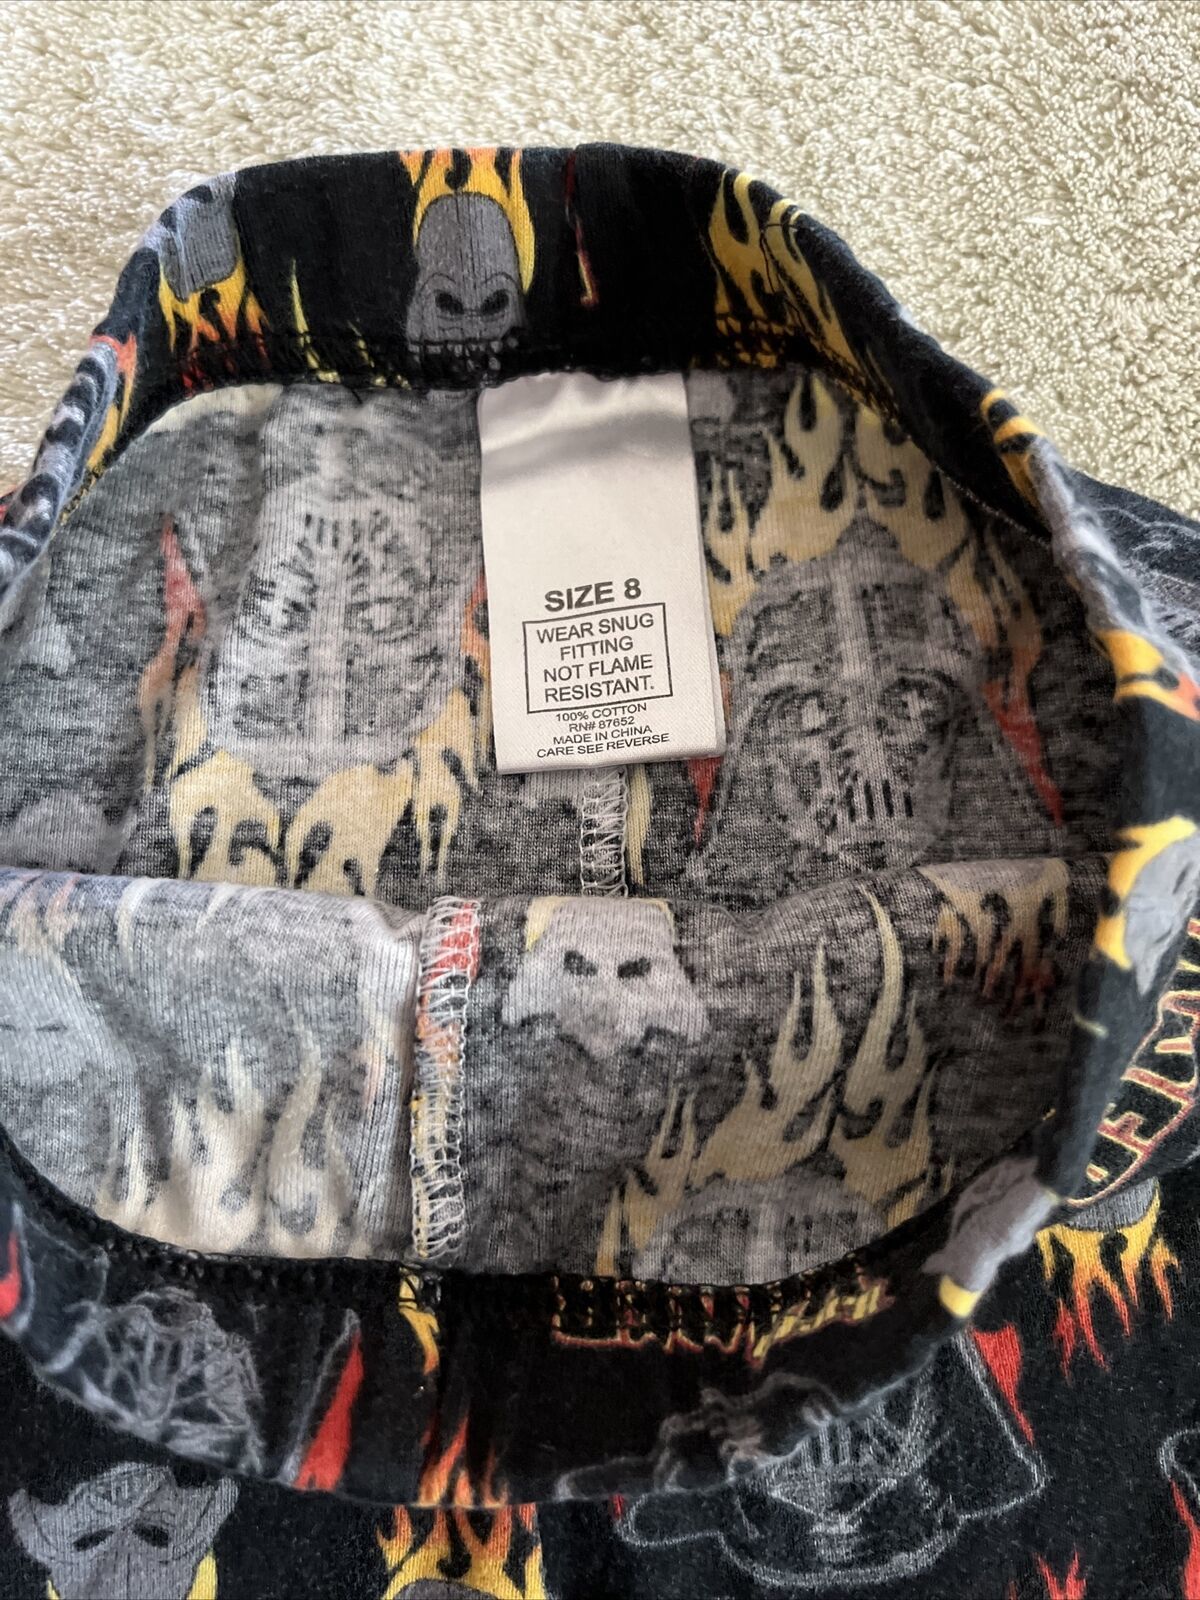 SIZE 8
WEAR SNUG
FITTING
NOT FLAME
RESISTANT.
100% COTTON
RN# 87652
MADE IN CHINA
CARE SEE REVERSE